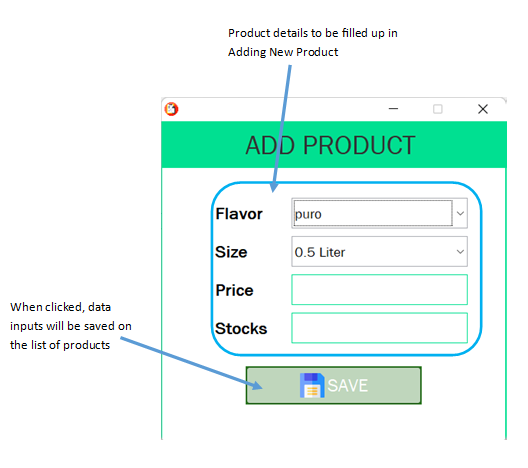 Product details to be filled up in
Adding New Product
ADD PRODUCT
Flavor
puro
Size
0.5 Liter
Price
Stocks
When clicked, data
inputs will be saved on
the list of products
SAVE